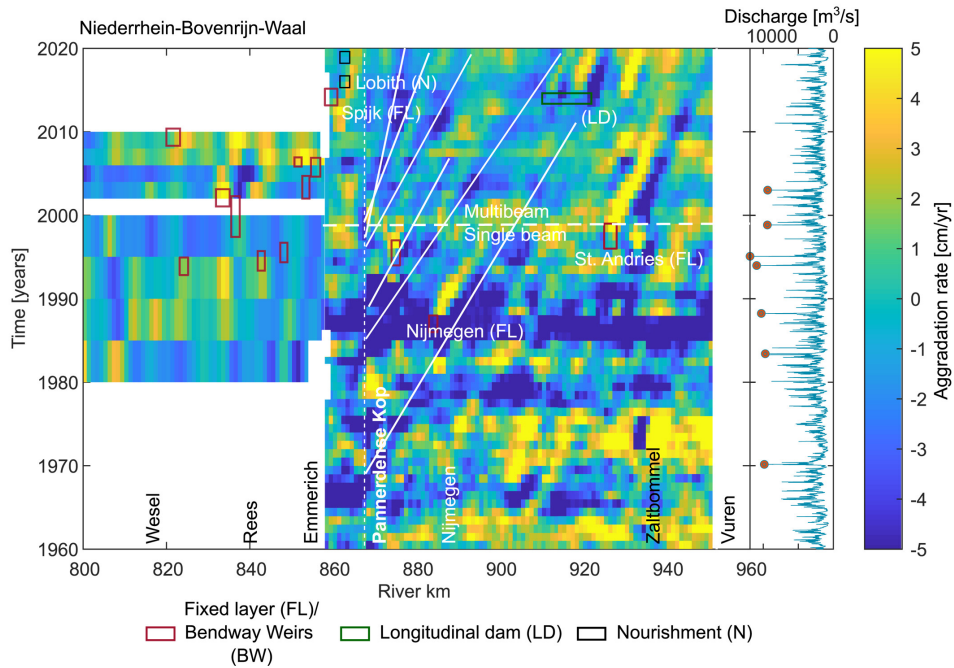 Niederrhein-Bovenrijn-Waal
Discharge [m³/s]
10000 0
2020
2010
2000
1990
1980
1970
1960
Time [years]
Lobith (N)
Spijk (FL)
(LD)
Multibeam
Single beam
St. Andries (FL)
Nijmegen (FL)
Wesel
Rees
Emmerich
Pannerdense Kop
Nijmegen
Zaltbommel
Vuren
800 820 840 860 880 900 920 940 960
River km
5
4
3
2
1
0
-1
-2
-3
-4
-5
Aggradation rate [cm/yr]
Fixed layer (FL)/
Bendway Weirs
(BW)
Longitudinal dam (LD)
Nourishment (N)